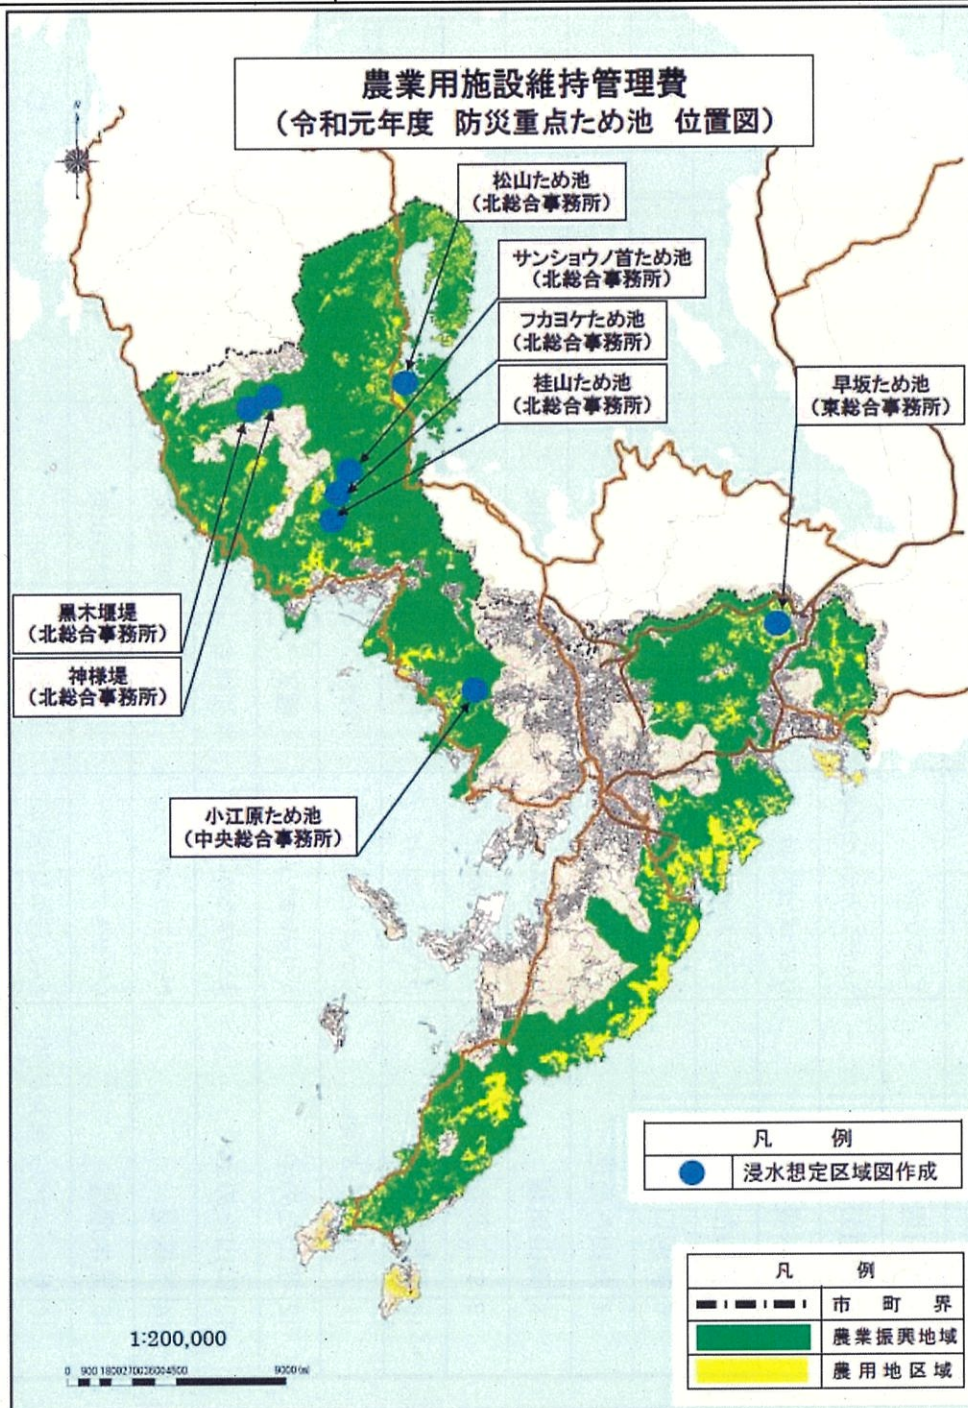 農業用施設維持管理費
（令和元年度 防災重点ため池 位置図）
N
松山ため池
（北総合事務所）
サンショウノ首ため池
（北総合事務所）
フカヨケため池
（北総合事務所）
桂山ため池
（北総合事務所）
早坂ため池
（東総合事務所）
黒木堰堤
（北総合事務所）
神様堤
（北総合事務所）
小江原ため池
（中央総合事務所）
凡 例
浸水想定区域図作成
凡 例
市 町 界
農業振興地域
農用地区域
1:200,000
0 900 1800270036004500 9000 (m)